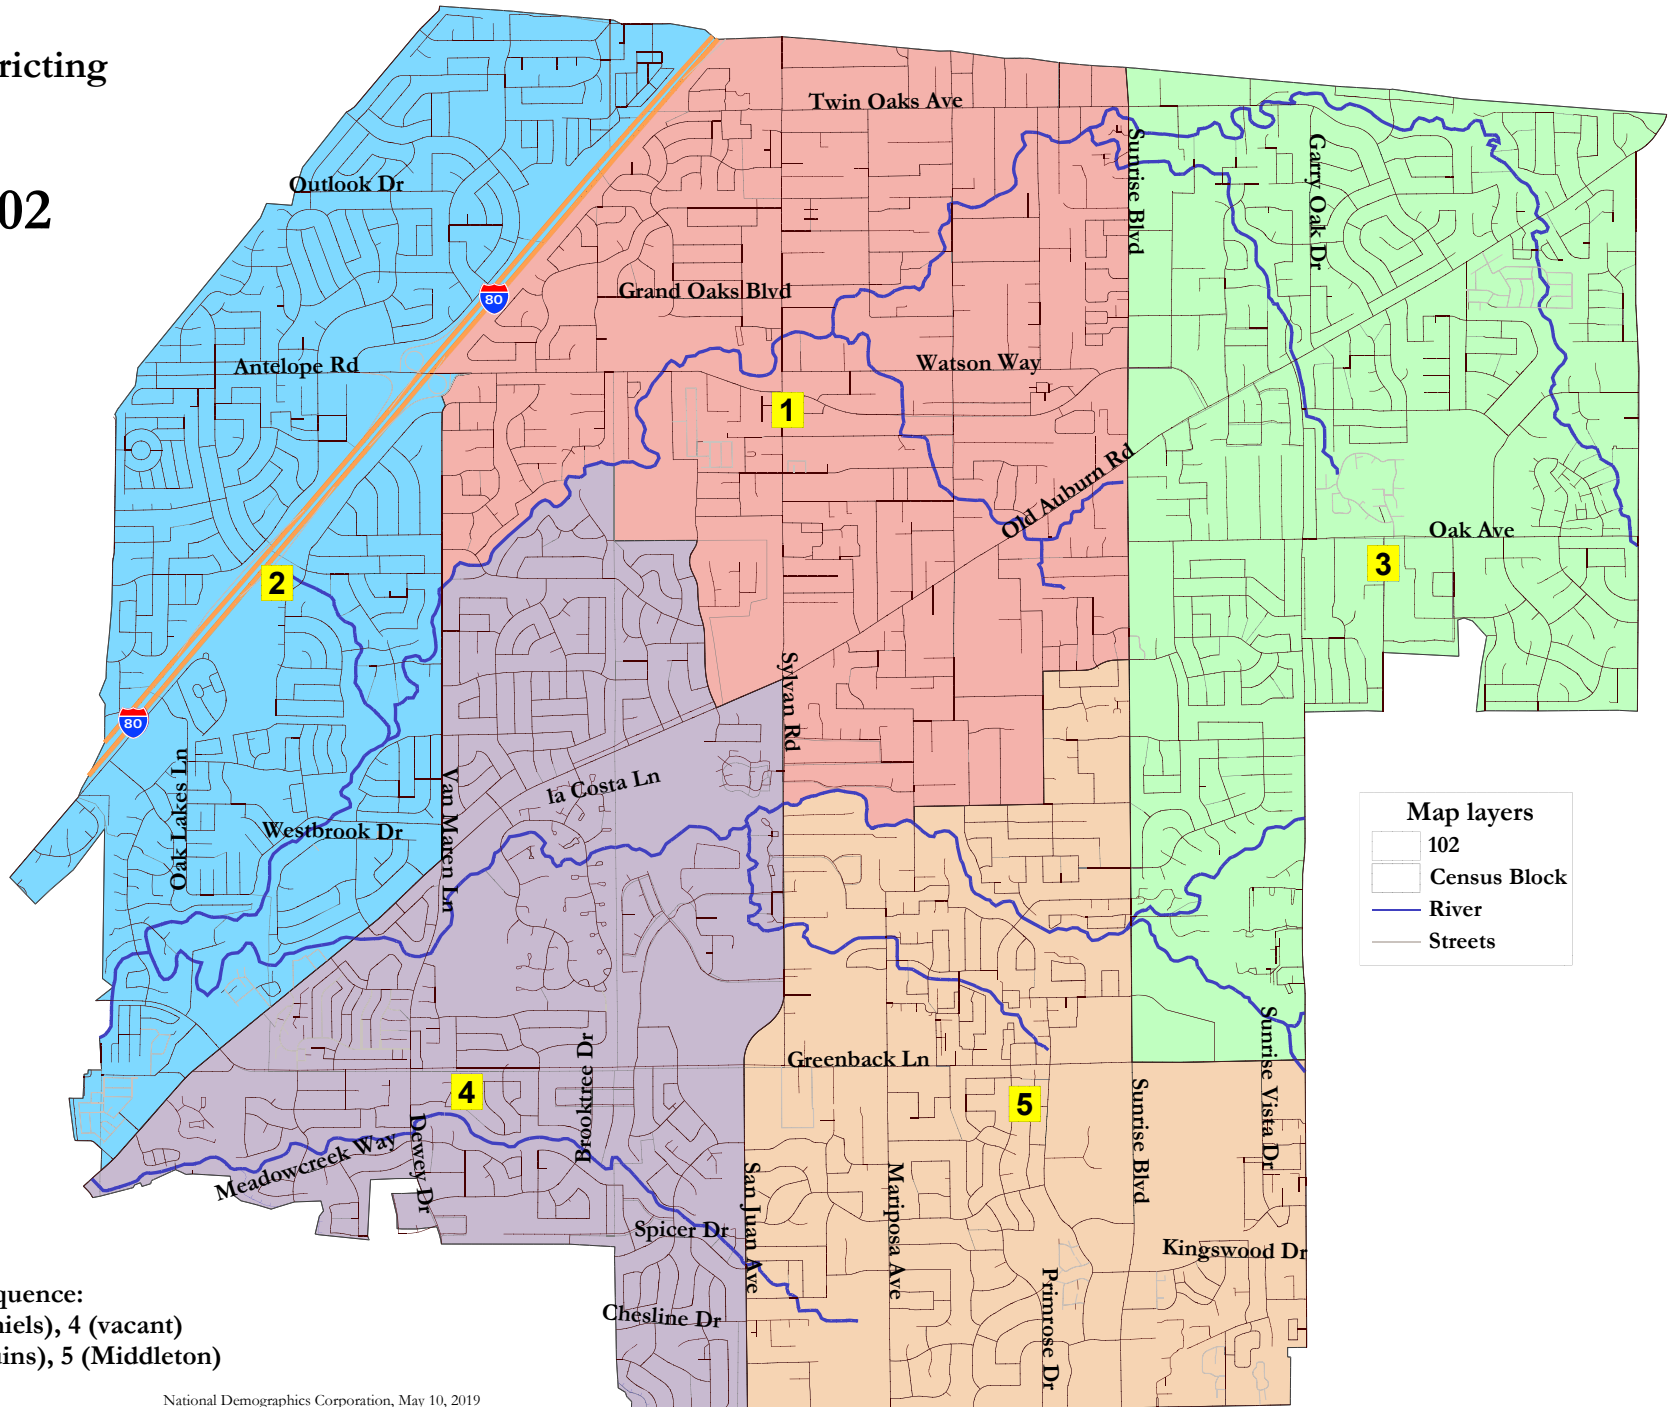 ricting
02
Twin Oaks Ave
Sunrise Blvd
Garry Oak Dr
Outlook Dr
80
Grand Oaks Blvd
Antelope Rd
Watson Way
1
Old Auburn Rd
Oak Ave
3
2
Sylvan Rd
80
la Costa Ln
Oak Lakes Ln
Van Maren Ln
Westbrook Dr
Map layers
102
Census Block
River
Streets
Sunrise Vista Dr
Greenback Ln
4
5
Brooktree Dr
Sunrise Blvd
Dewey Dr
Meadowcreek Way
San Juan Ave
Mariposa Ave
Spicer Dr
Kingswood Dr
Primrose Dr
Chesline Dr
quence:
niels), 4 (vacant)
uins), 5 (Middleton)
National Demographics Corporation, May 10, 2019